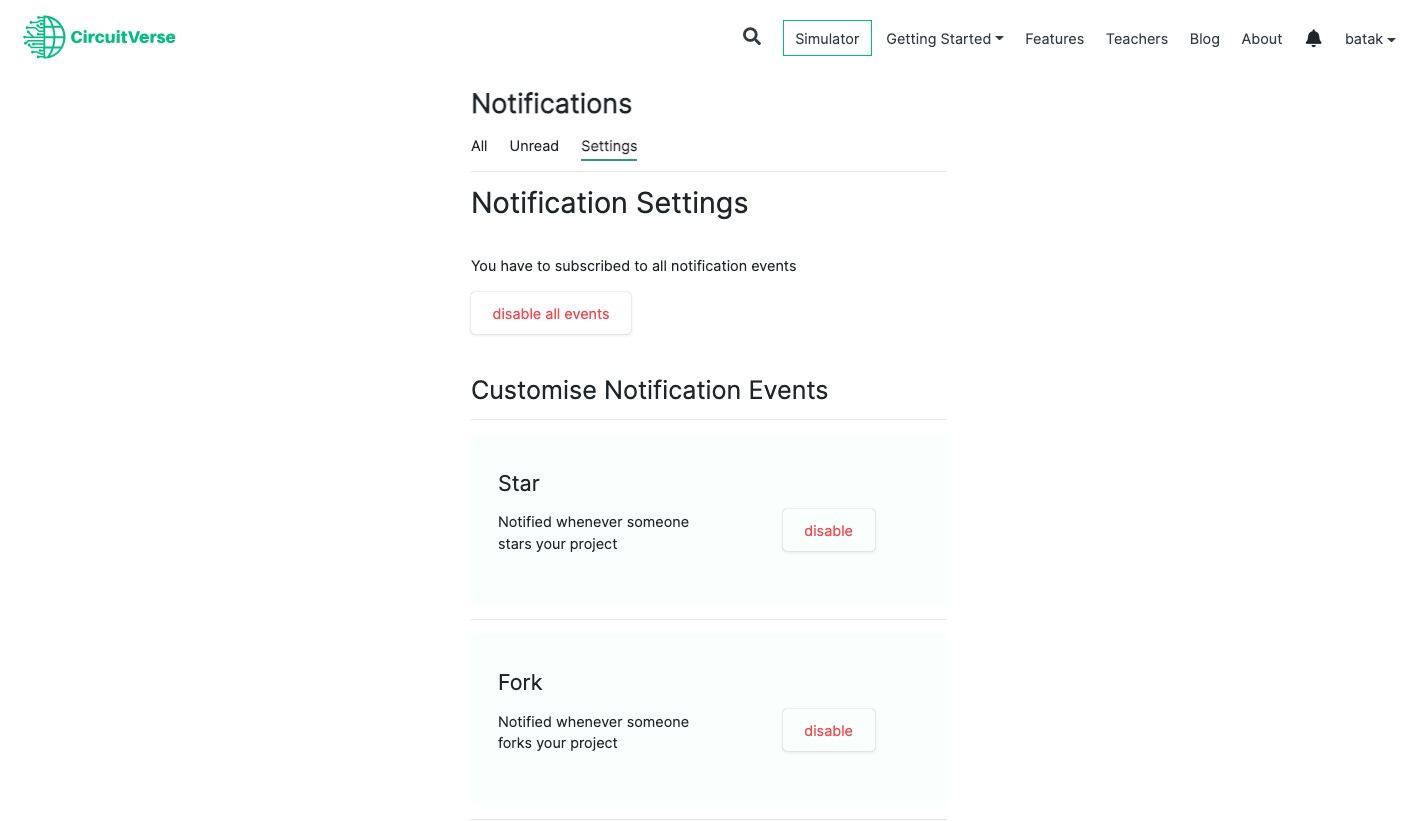 CircuitVerse
Simulator
Getting Started
Features
Teachers
Blog
About
batak
Notifications
All
Unread
Settings
Notification Settings
You have to subscribed to all notification events
disable all events
Customise Notification Events
Star
Notified whenever someone
stars your project
disable
Fork
Notified whenever someone
forks your project
disable